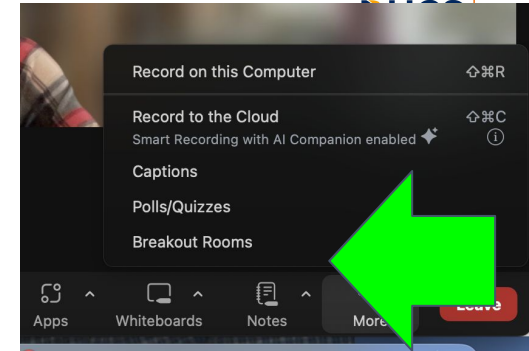 Record on this Computer ⇧⌘R
Record to the Cloud ⇧⌘C
Smart Recording with AI Companion enabled
Captions
Polls/Quizzes
Breakout Rooms
Apps
Whiteboards
Notes
More
Leave